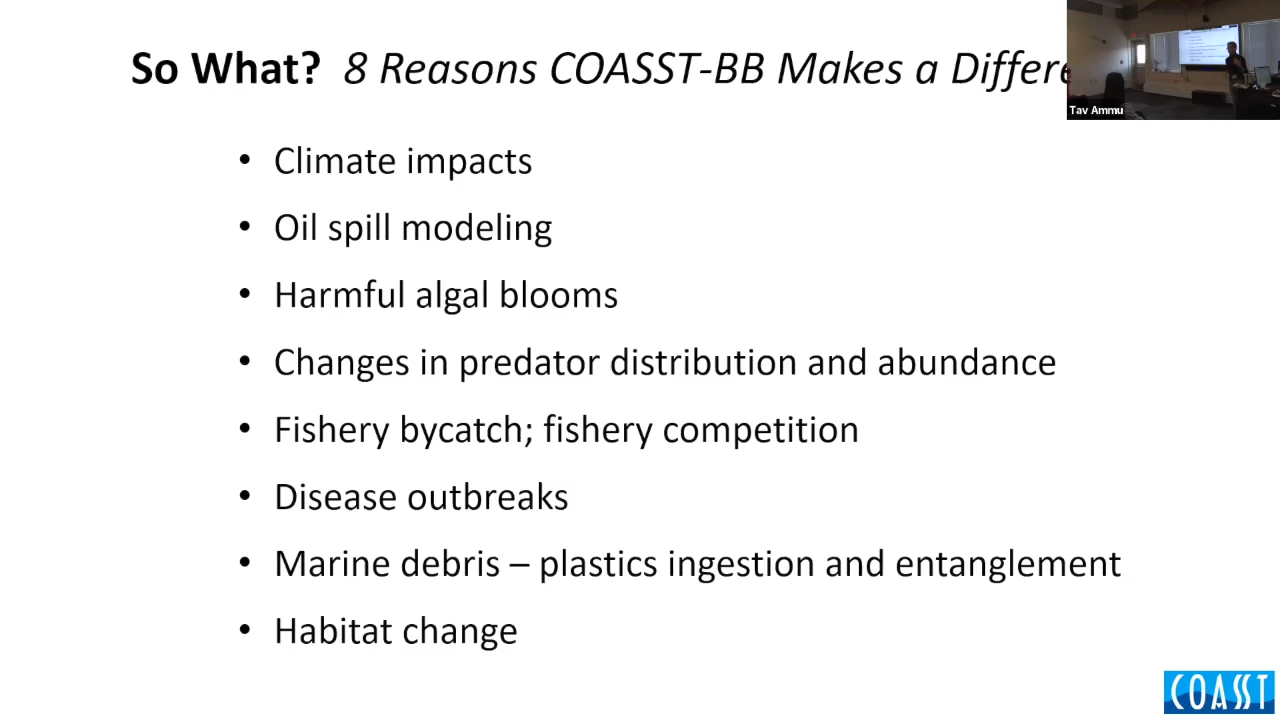 So What? 8 Reasons COASST-BB Makes a Differe
Tav Ammu
• Climate impacts
• Oil spill modeling
• Harmful algal blooms
• Changes in predator distribution and abundance
• Fishery bycatch; fishery competition
• Disease outbreaks
• Marine debris – plastics ingestion and entanglement
• Habitat change
COASST